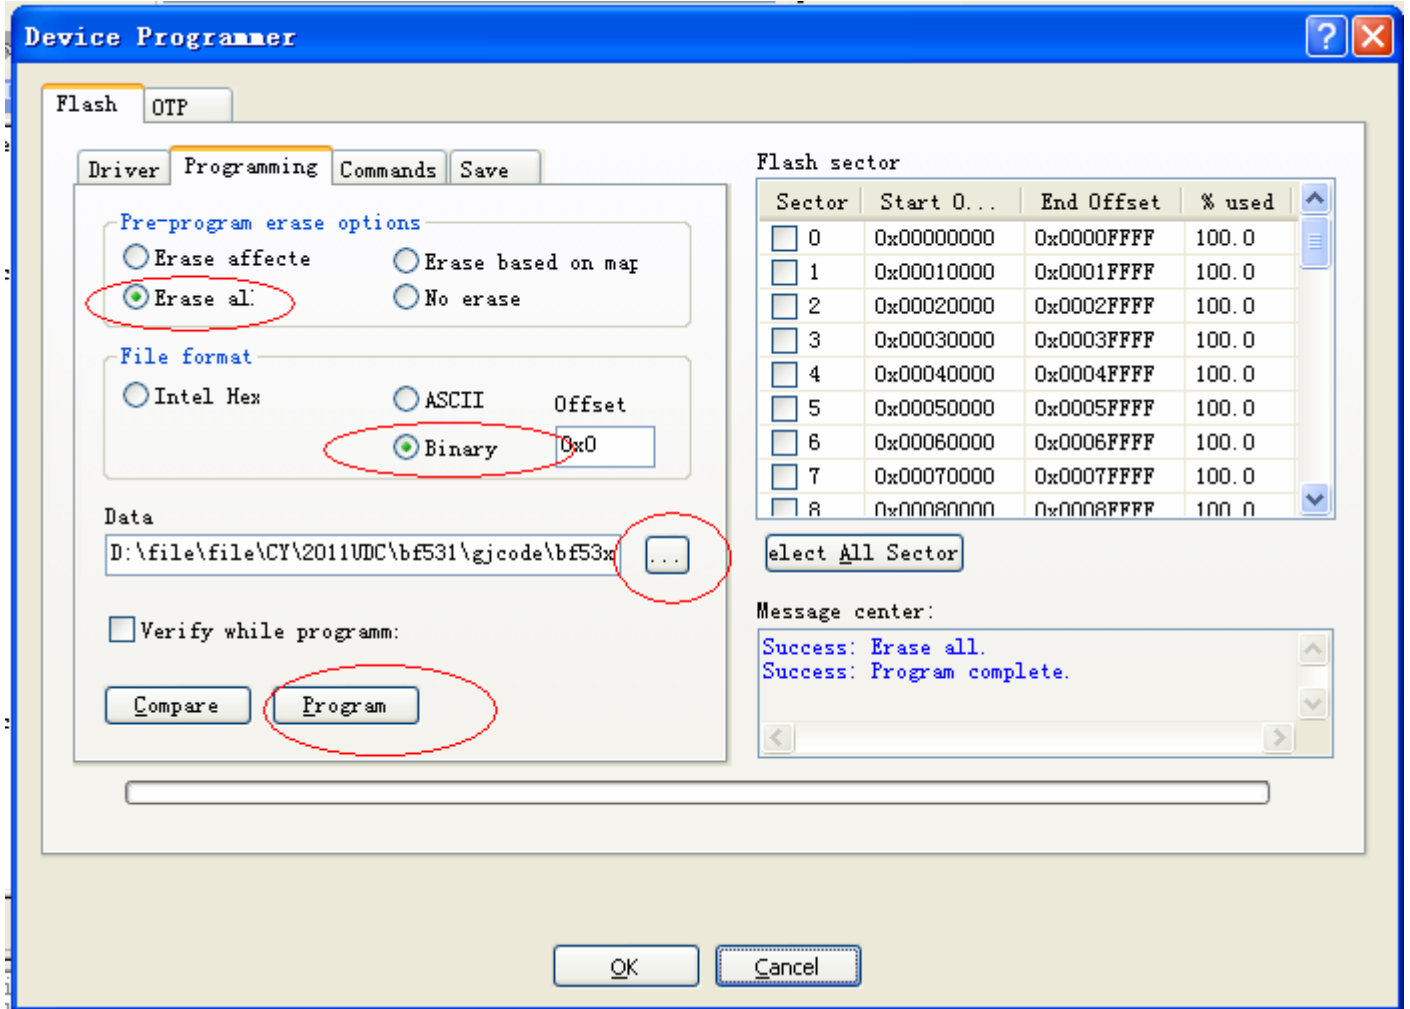 Device Programmer
Flash
OTP
Driver
Programming
Commands
Save
Pre-program erase options
Erase affecte
Erase based on map
Erase al
No erase
File format
Intel Hex
ASCII
Offset
Binary
0x0
Data
D:\file\file\CY\2011UDC\bf531\gjcode\bf53x
...
Verify while programm:
Compare
Program
Flash sector
Sector Start O... End Offset % used
0 0x00000000 0x0000FFFF 100.0
1 0x00010000 0x0001FFFF 100.0
2 0x00020000 0x0002FFFF 100.0
3 0x00030000 0x0003FFFF 100.0
4 0x00040000 0x0004FFFF 100.0
5 0x00050000 0x0005FFFF 100.0
6 0x00060000 0x0006FFFF 100.0
7 0x00070000 0x0007FFFF 100.0
8 0x00080000 0x0008FFFF 100.0
elect All Sector
Message center:
Success: Erase all.
Success: Program complete.
OK
Cancel